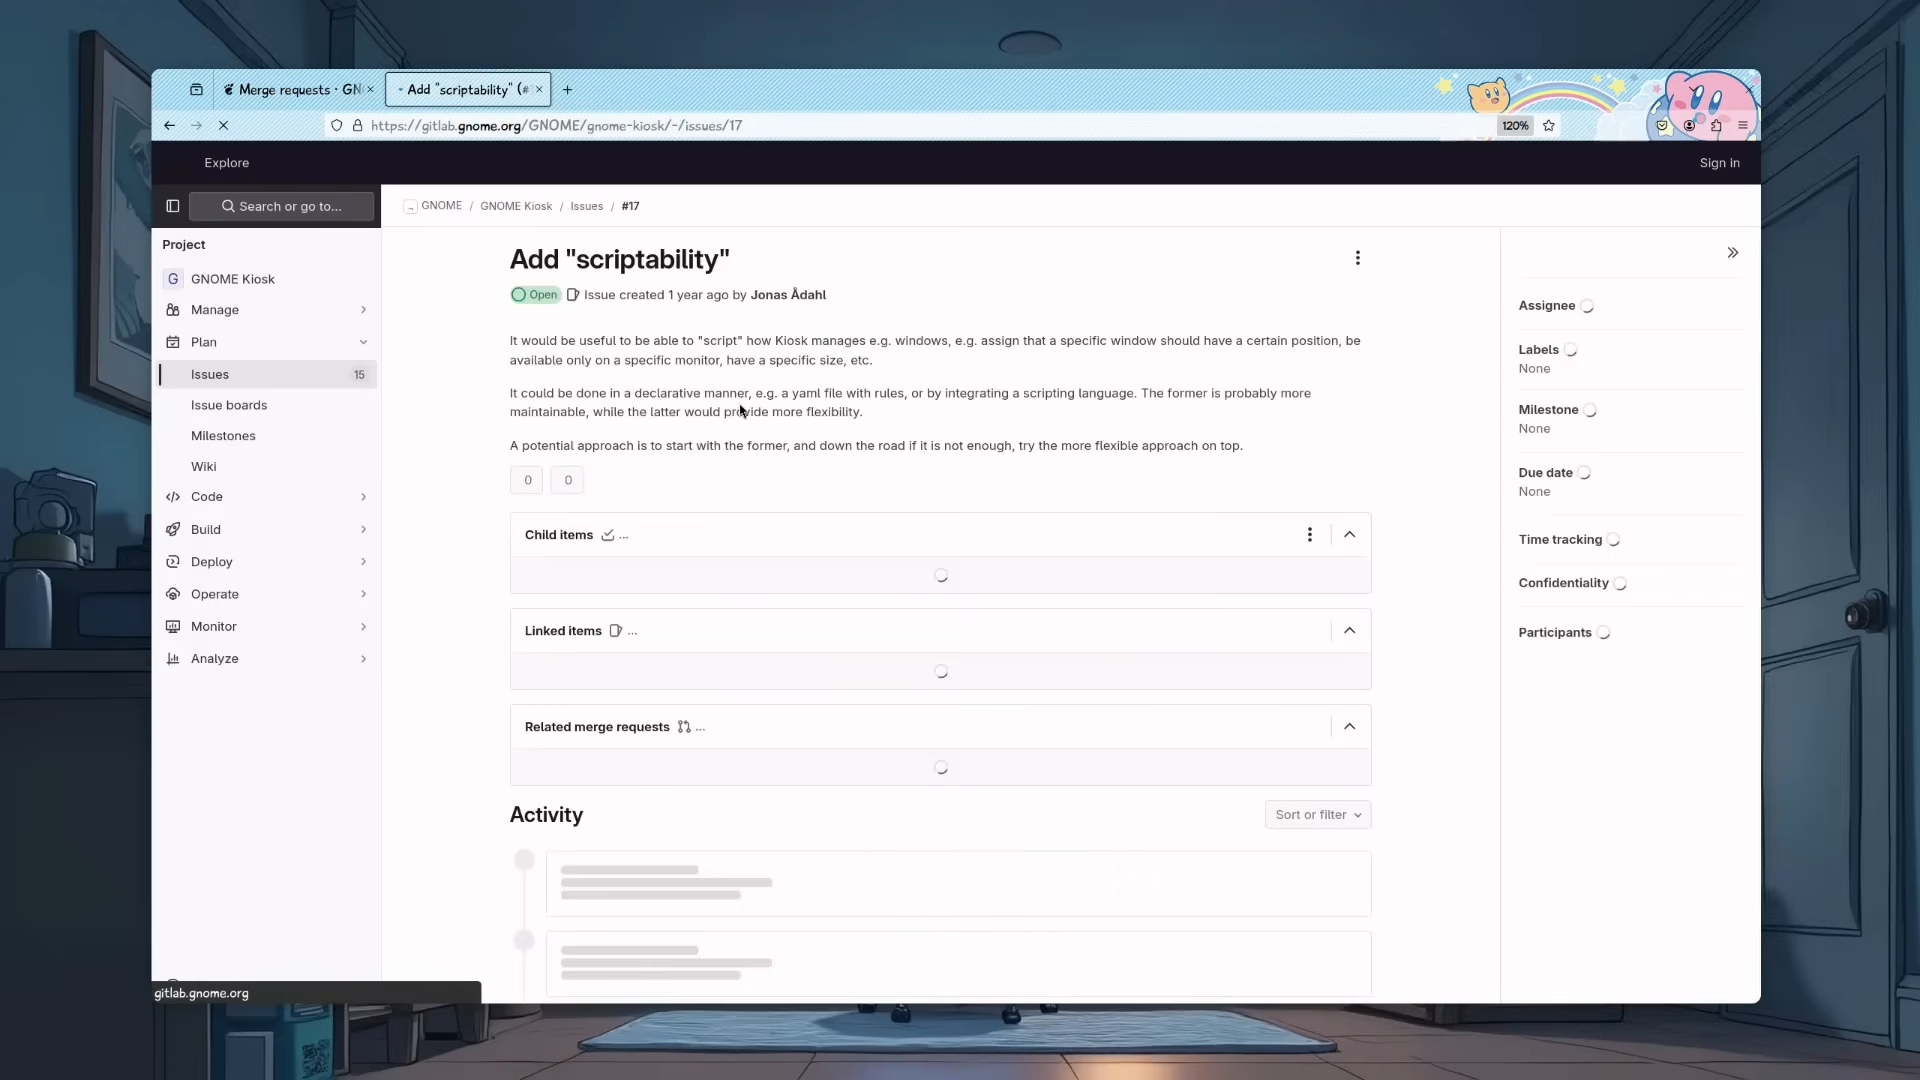 Merge requests · GN
Add "scriptability" (#
https://gitlab.gnome.org/GNOME/gnome-kiosk/-/issues/17
120%
Explore
Sign in
Search or go to...
GNOME / GNOME Kiosk / Issues / #17
Project
G GNOME Kiosk
Manage
Plan
Issues 15
Issue boards
Milestones
Wiki
Code
Build
Deploy
Operate
Monitor
Analyze
Add "scriptability"
Open Issue created 1 year ago by Jonas Ådahl
It would be useful to be able to "script" how Kiosk manages e.g. windows, e.g. assign that a specific window should have a certain position, be
available only on a specific monitor, have a specific size, etc.
It could be done in a declarative manner, e.g. a yaml file with rules, or by integrating a scripting language. The former is probably more
maintainable, while the latter would provide more flexibility.
A potential approach is to start with the former, and down the road if it is not enough, try the more flexible approach on top.
0 0
Child items ...
Linked items ...
Related merge requests ...
Activity
Sort or filter
Assignee
Labels
None
Milestone
None
Due date
None
Time tracking
Confidentiality
Participants
gitlab.gnome.org